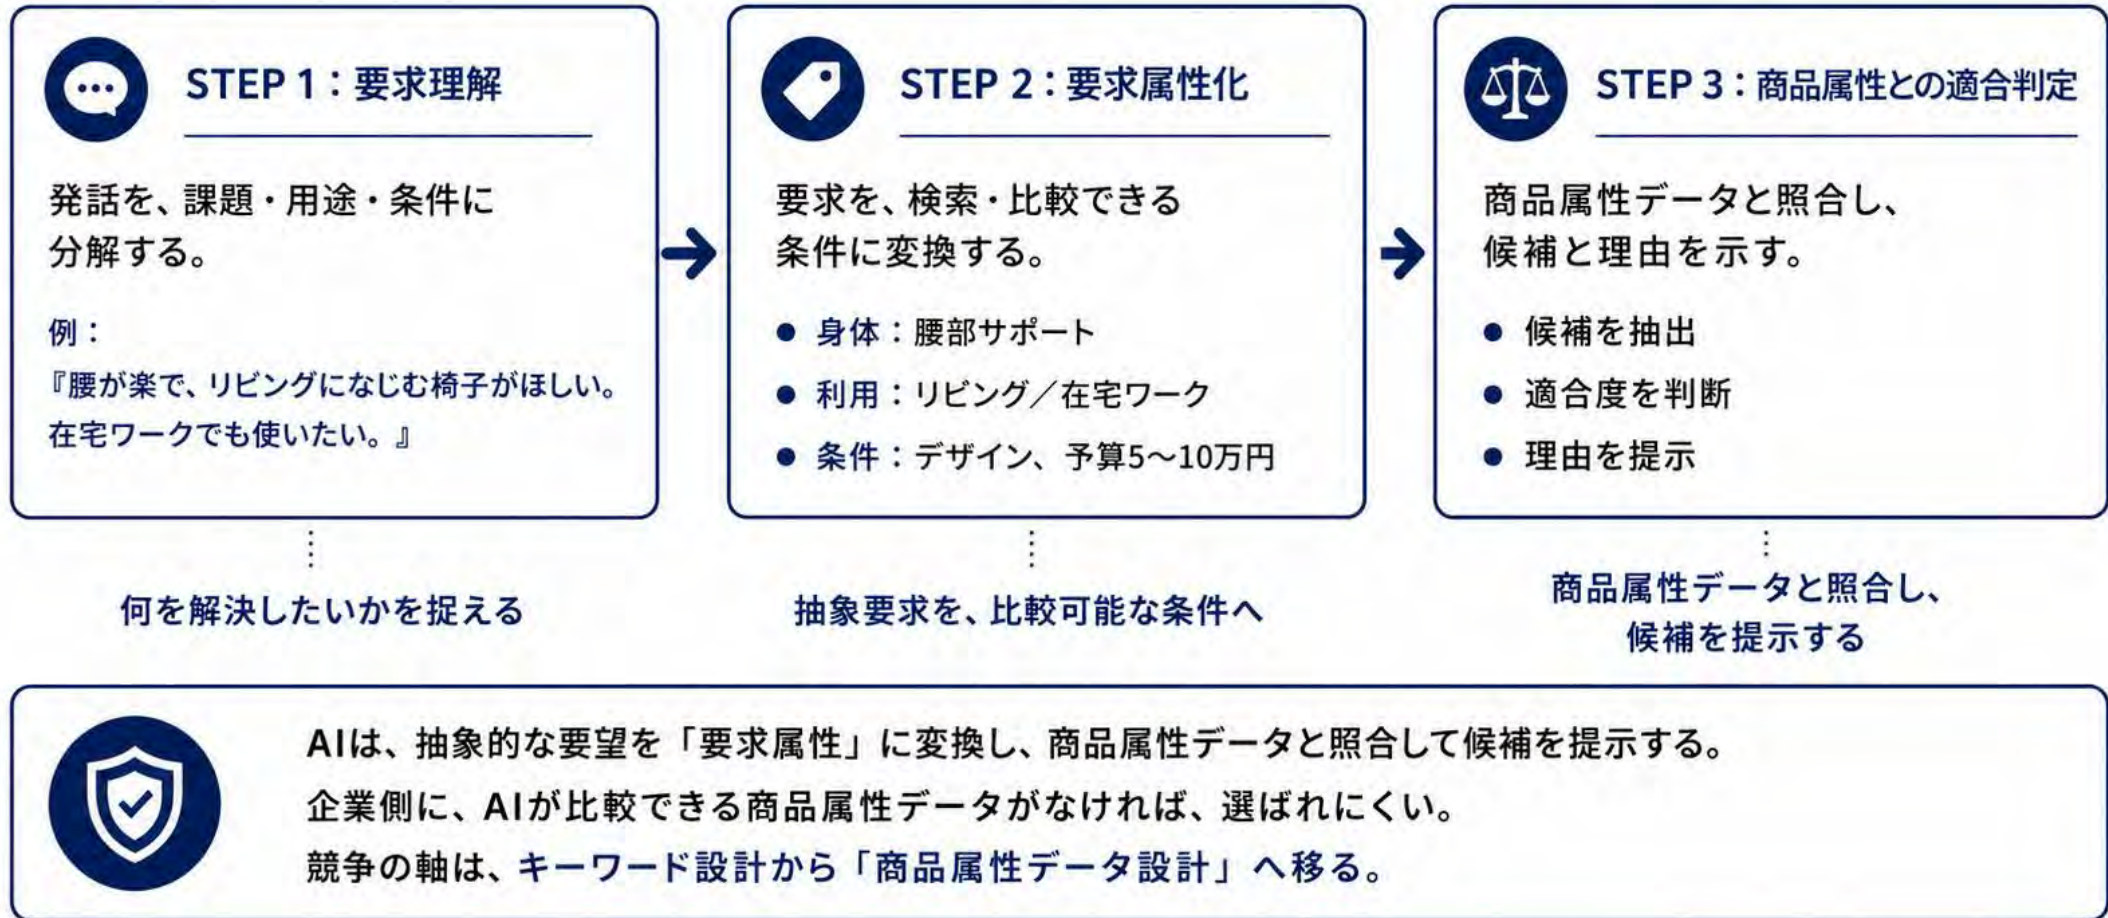 STEP 1：要求理解
発話を、課題・用途・条件に
分解する。
例：
『腰が楽で、リビングになじむ椅子がほしい。
在宅ワークでも使いたい。』
何を解決したいかを捉える
STEP 2：要求属性化
要求を、検索・比較できる
条件に変換する。
● 身体：腰部サポート
● 利用：リビング／在宅ワーク
● 条件：デザイン、予算5〜10万円
抽象要求を、比較可能な条件へ
STEP 3：商品属性との適合判定
商品属性データと照合し、
候補と理由を示す。
● 候補を抽出
● 適合度を判断
● 理由を提示
商品属性データと照合し、
候補を提示する
AIは、抽象的な要望を「要求属性」に変換し、商品属性データと照合して候補を提示する。
企業側に、AIが比較できる商品属性データがなければ、選ばれにくい。
競争の軸は、キーワード設計から「商品属性データ設計」へ移る。